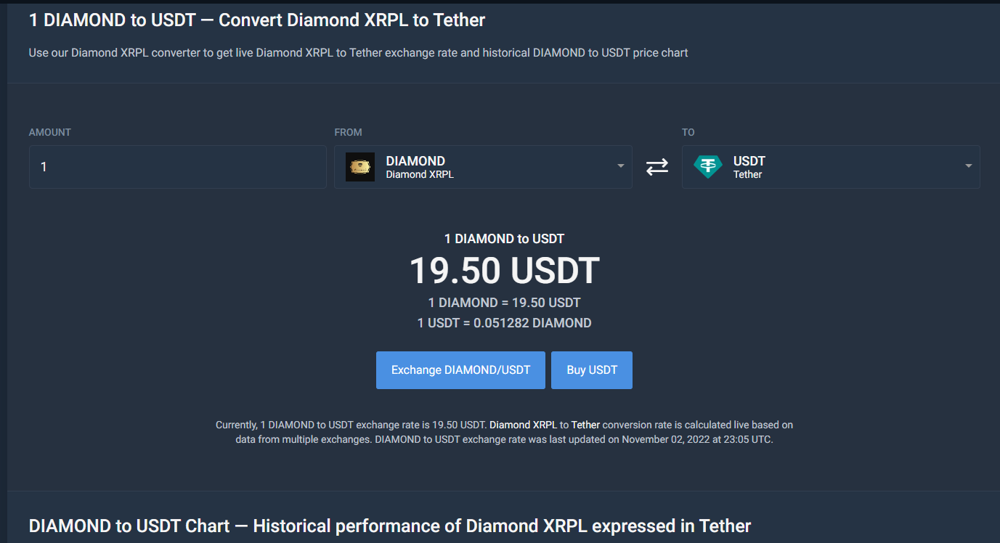 1 DIAMOND to USDT — Convert Diamond XRPL to Tether
Use our Diamond XRPL converter to get live Diamond XRPL to Tether exchange rate and historical DIAMOND to USDT price chart
AMOUNT
FROM
TO
1
DIAMOND
Diamond XRPL
USDT
Tether
1 DIAMOND to USDT
19.50 USDT
1 DIAMOND = 19.50 USDT
1 USDT = 0.051282 DIAMOND
Exchange DIAMOND/USDT
Buy USDT
Currently, 1 DIAMOND to USDT exchange rate is 19.50 USDT. Diamond XRPL to Tether conversion rate is calculated live based on
data from multiple exchanges. DIAMOND to USDT exchange rate was last updated on November 02, 2022 at 23:05 UTC.
DIAMOND to USDT Chart — Historical performance of Diamond XRPL expressed in Tether